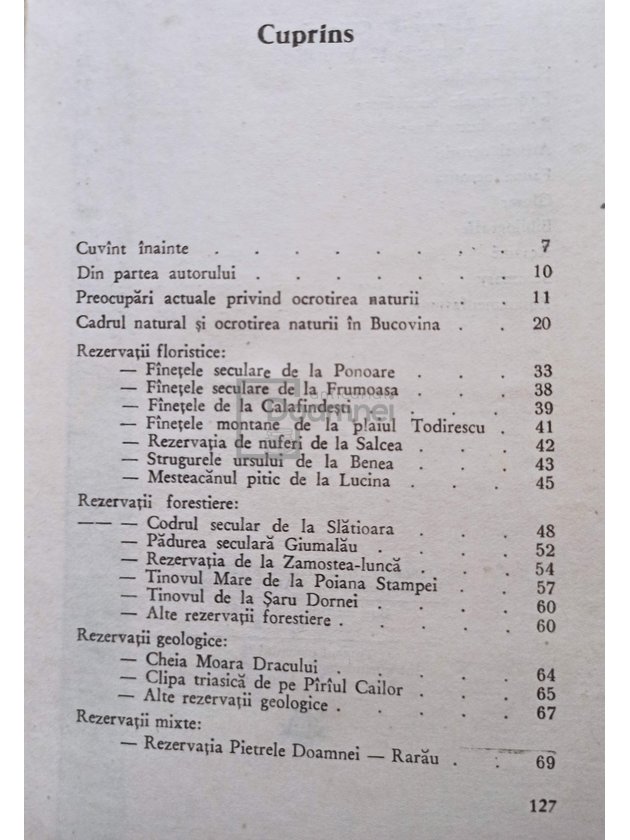 Cuprins
Cuvînt înainte . . . . . . . . 7
Din partea autorului . . . . . . . 10
Preocupări actuale privind ocrotirea naturii . . 11
Cadrul natural și ocrotirea naturii în Bucovina . . 20
Rezervații floristice:
— Fînețele seculare de la Ponoare . . . 33
— Fînețele seculare de la Frumoasa . . . 38
— Fînețele de la Calafindești . . . . 39
— Fînețele montane de la plaiul Todirescu . 41
— Rezervația de nuferi de la Salcea . . . 42
— Strugurele ursului de la Benea . . . 43
— Mesteacănul pitic de la Lucina . . . 45
Rezervații forestiere:
—— — Codrul secular de la Slătioara . . . 48
— Pădurea seculară Giumalău . . . . 52
— Rezervația de la Zamostea-luncă . . . 54
— Tinovul Mare de la Poiana Stampei . . 57
— Tinovul de la Șaru Dornei . . . . 60
— Alte rezervații forestiere . . . . . 60
Rezervații geologice:
— Cheia Moara Dracului . . . . . 64
— Clipa triasică de pe Pîrîul Cailor . . . 65
— Alte rezervații geologice . . . . . 67
Rezervații mixte:
— Rezervația Pietrele Doamnei — Rarău . . 69
127